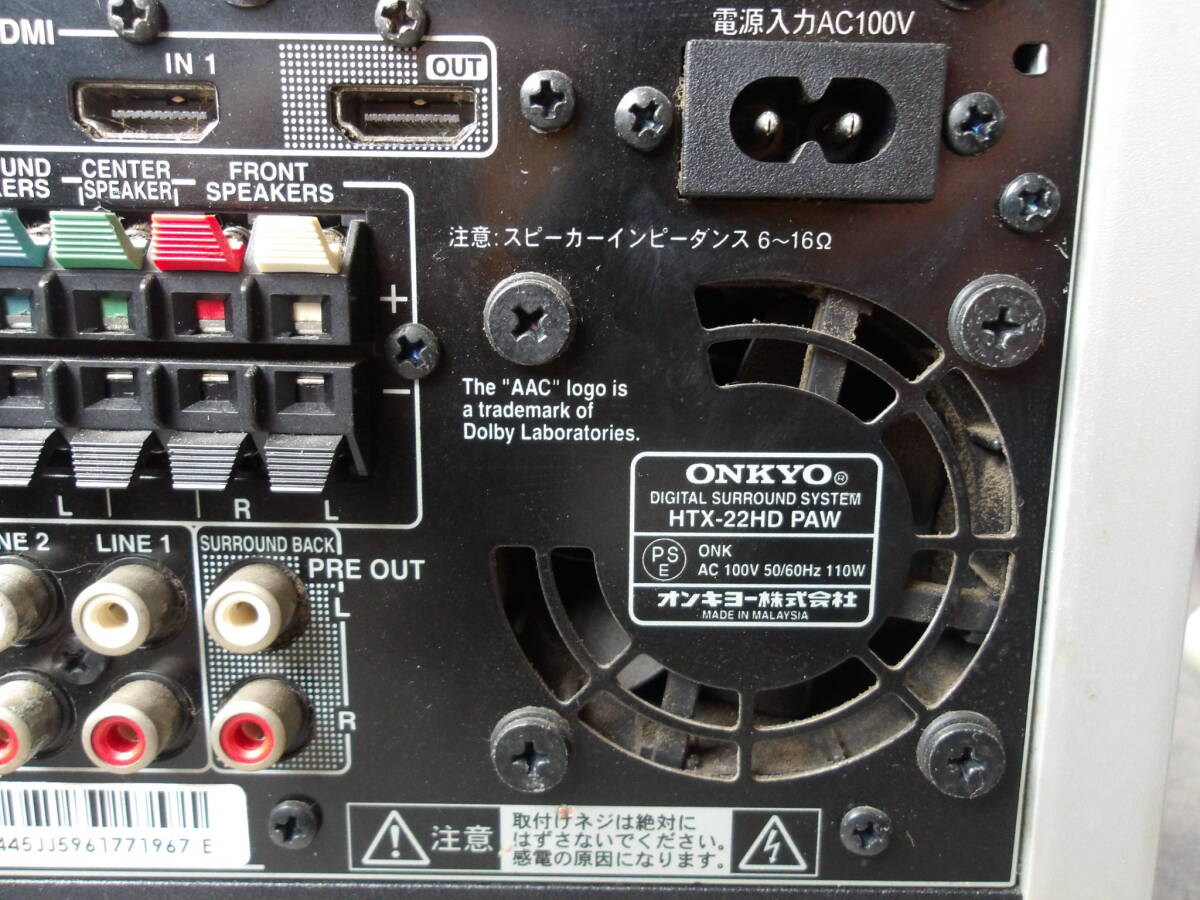 電源入力AC100V
DMI
IN 1
OUT
UND
CENTER
FRONT
KERS
SPEAKER
SPEAKERS
注意:スピーカーインピーダンス 6〜16Ω
+
−
The "AAC" logo is
a trademark of
Dolby Laboratories.
L
R
L
ONKYO®
DIGITAL SURROUND SYSTEM
HTX-22HD PAW
PS
E
ONK
AC 100V 50/60Hz 110W
オンキヨー株式会社
MADE IN MALAYSIA
NE 2
LINE 1
SURROUND BACK
PRE OUT
L
R
445JJ5961771967 E
注意
取付けネジは絶対に
はずさないでください。
感電の原因になります。